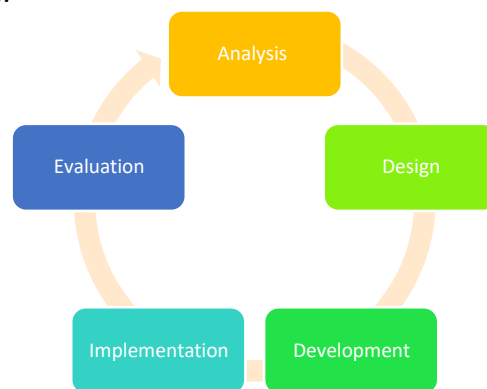 Analysis
Design
Development
Implementation
Evaluation